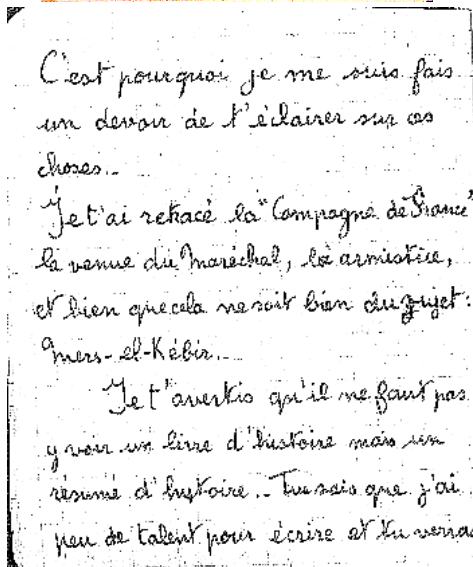 C'est pourquoi je me suis fais
un devoir de t'éclairer sur ces
choses..
Je t'ai retracé la "Campagne de France"
la venue du Maréchal, la armistice,
et bien que cela ne soit bien du sujet :
Mers-el-Kébir..
Je t'avertis qu'il ne faut pas
y voir un livre d'histoire mais un
résumé d'hystoire.. Tu sais que j'ai
peu de talent pour écrire et tu verras